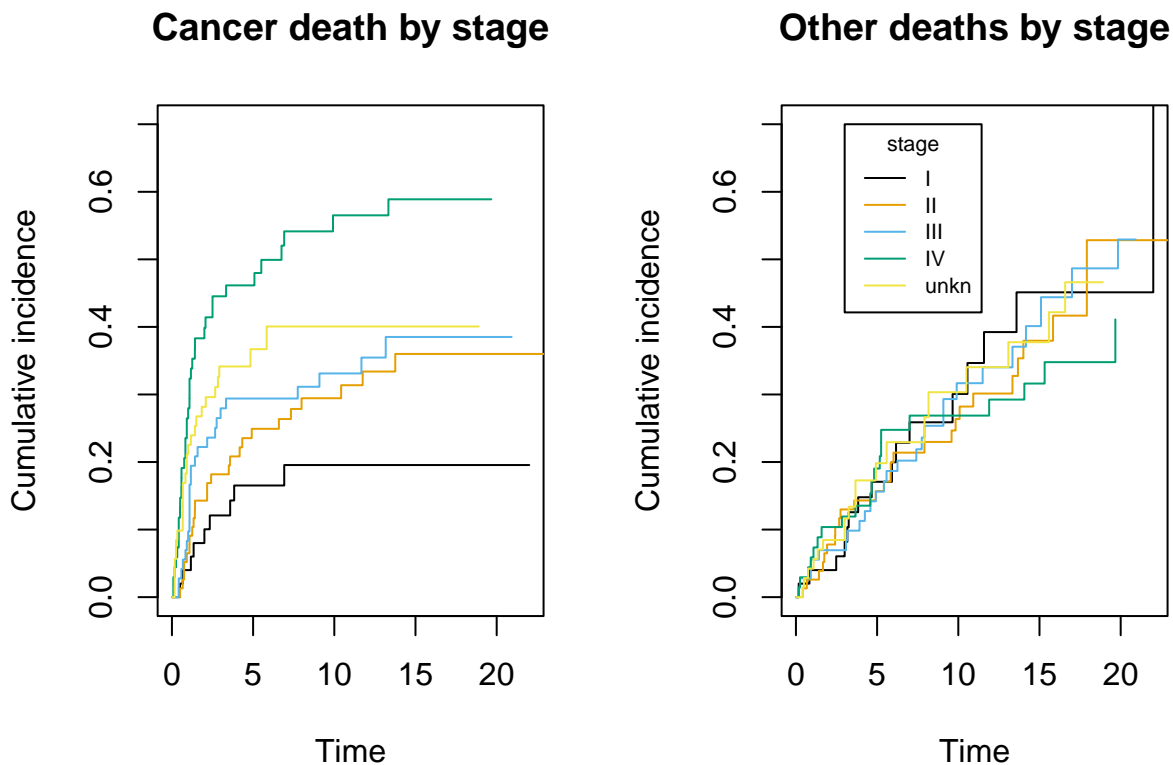 Cancer death by stage
Cumulative incidence
0.0
0.2
0.4
0.6
0 5 10 15 20
Time
Other deaths by stage
Cumulative incidence
0.0
0.2
0.4
0.6
0 5 10 15 20
Time
stage
I
II
III
IV
unkn